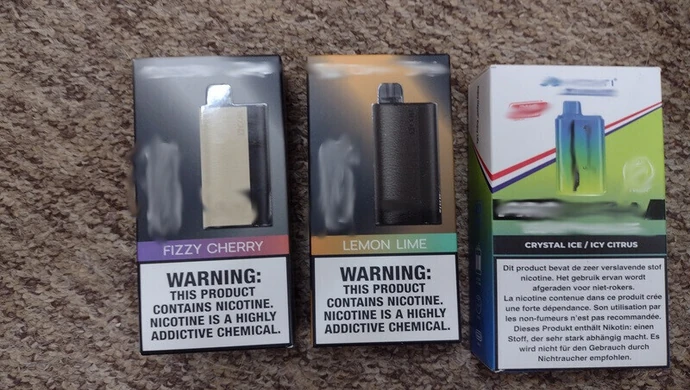 FIZZY CHERRY
WARNING:
THIS PRODUCT
CONTAINS NICOTINE.
NICOTINE IS A HIGHLY
ADDICTIVE CHEMICAL.
LEMON LIME
WARNING:
THIS PRODUCT
CONTAINS NICOTINE.
NICOTINE IS A HIGHLY
ADDICTIVE CHEMICAL.
CRYSTAL ICE / ICY CITRUS
Dit product bevat de zeer verslavende stof
nicotine. Het gebruik ervan wordt
afgeraden voor niet-rokers.
La nicotine contenue dans ce produit crée
une forte dépendance. Son utilisation par
les non-fumeurs n'est pas recommandée.
Dieses Produkt enthält Nikotin: einen
Stoff, der sehr stark abhängig macht. Es
wird nicht für den Gebrauch durch
Nichtraucher empfohlen.